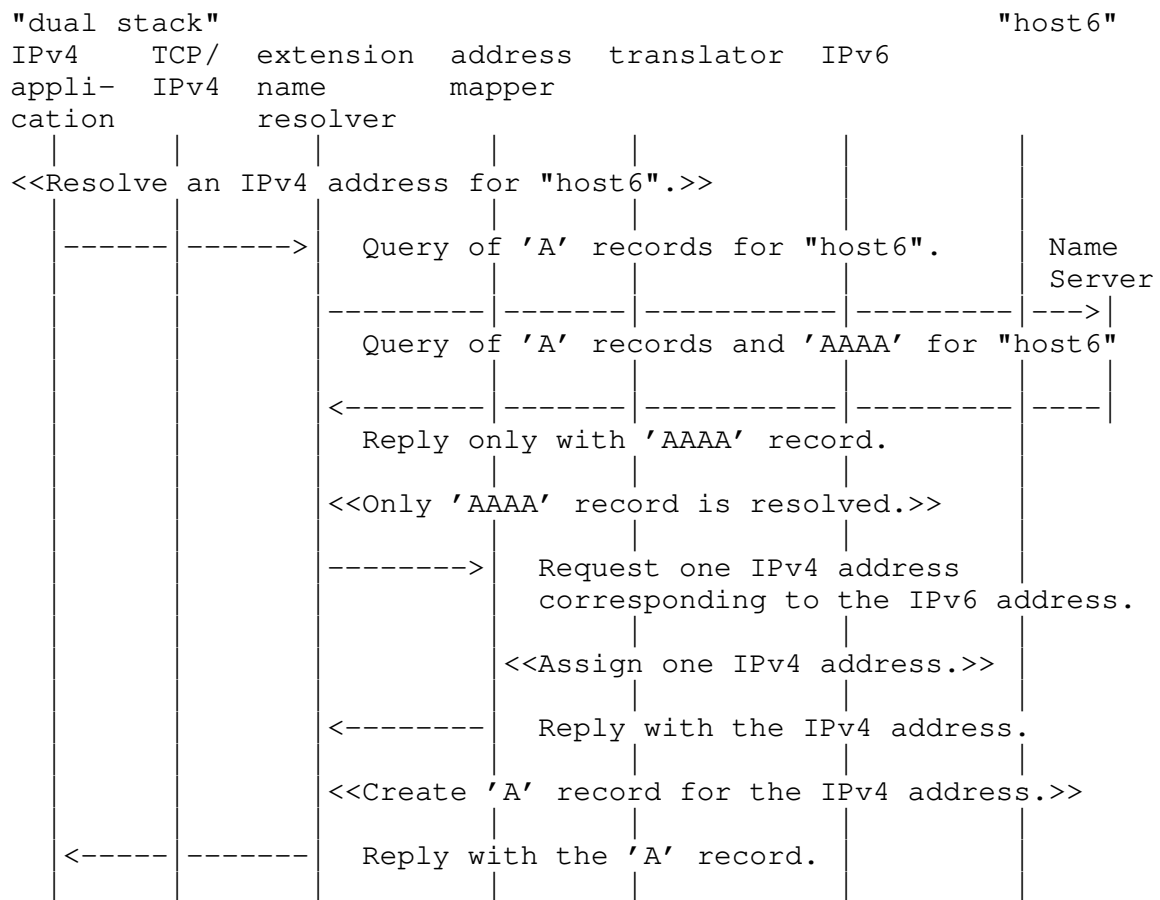 "dual stack" "host6"
IPv4 TCP/ extension address translator IPv6
appli- IPv4 name mapper
cation resolver
<<Resolve an IPv4 address for "host6".>>
Query of 'A' records for "host6". Name
Server
Query of 'A' records and 'AAAA' for "host6"
Reply only with 'AAAA' record.
<<Only 'AAAA' record is resolved.>>
Request one IPv4 address
corresponding to the IPv6 address.
<<Assign one IPv4 address.>>
Reply with the IPv4 address.
<<Create 'A' record for the IPv4 address.>>
Reply with the 'A' record.